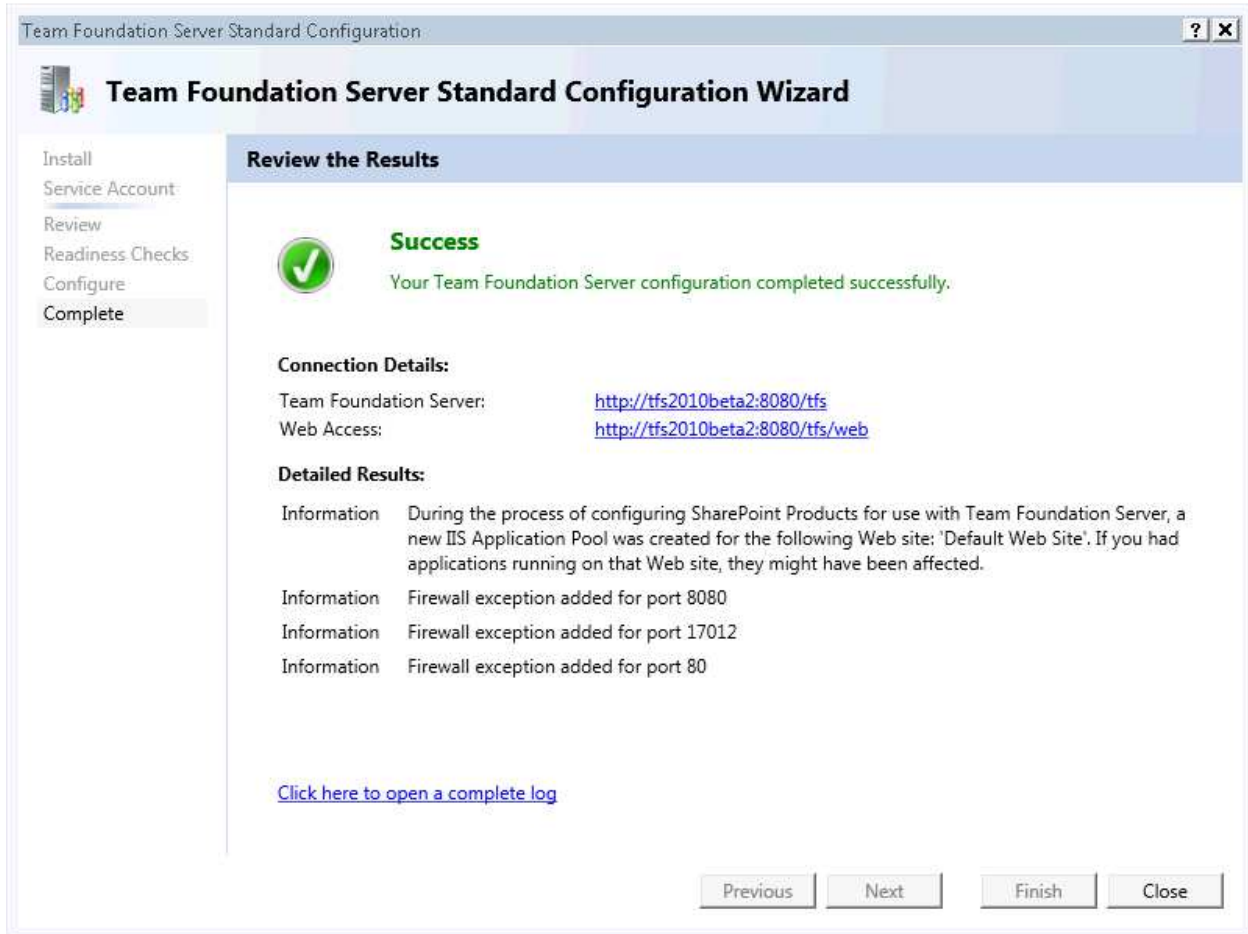 Team Foundation Server Standard Configuration
?
Team Foundation Server Standard Configuration Wizard
Install
Service Account
Review
Readiness Checks
Configure
Complete
Review the Results
Success
Your Team Foundation Server configuration completed successfully.
Connection Details:
Team Foundation Server: http://tfs2010beta2:8080/tfs
Web Access: http://tfs2010beta2:8080/tfs/web
Detailed Results:
Information During the process of configuring SharePoint Products for use with Team Foundation Server, a
new IIS Application Pool was created for the following Web site: 'Default Web Site'. If you had
applications running on that Web site, they might have been affected.
Information Firewall exception added for port 8080
Information Firewall exception added for port 17012
Information Firewall exception added for port 80
Click here to open a complete log
Previous Next Finish Close